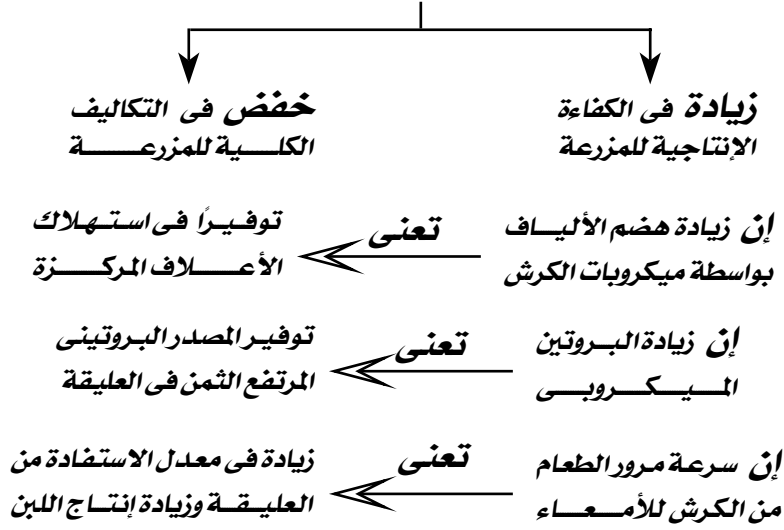 زيادة فى الكفاءة
الإنتاجية للمزرعة
خفض فى التكاليف
الكلية للمزرعة
إن زيادة هضم الألياف
بواسطة ميكروبات الكرش
تعنى
توفيرًا فى استهلاك
الأعلاف المركزة
إن زيادة البروتين
الميكروبى
تعنى
توفير المصدر البروتينى
المرتفع الثمن فى العليقة
إن سرعة مرور الطعام
من الكرش للأمعاء
تعنى
زيادة فى معدل الاستفادة من
العليقة وزيادة إنتاج اللبن